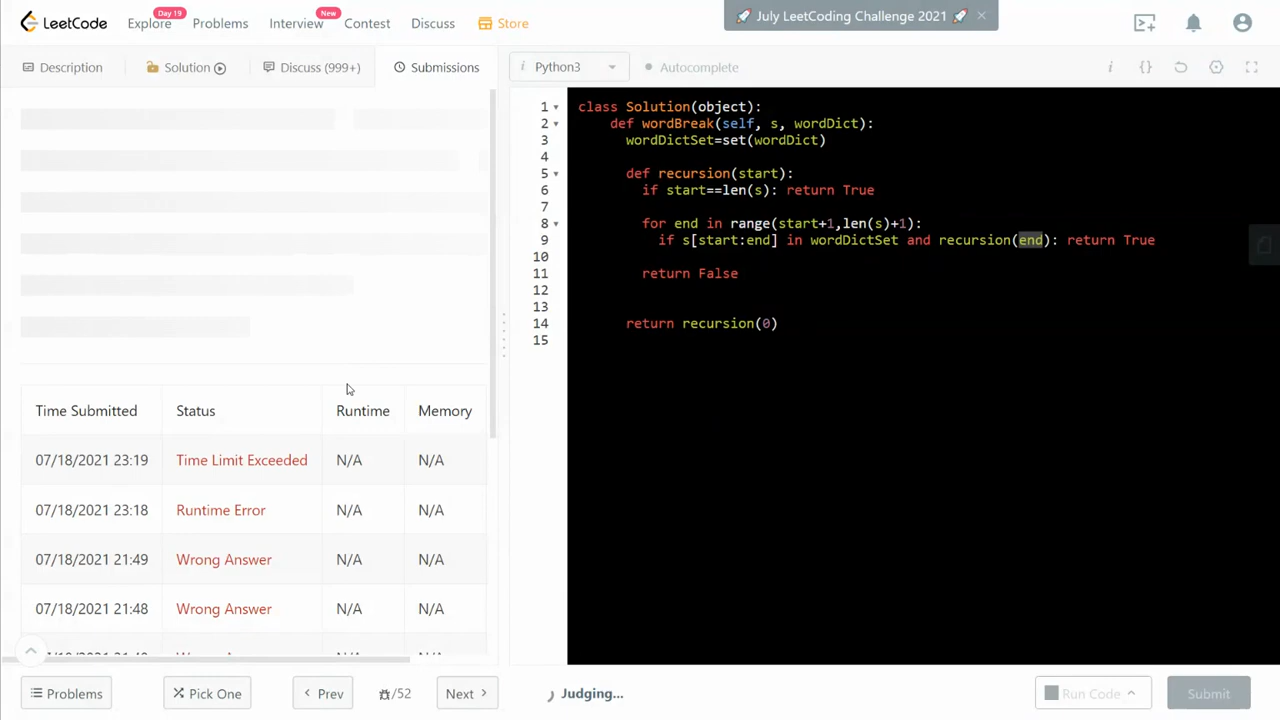 LeetCode Explore Day 19 Problems Interview New Contest Discuss Store
🚀 July LeetCoding Challenge 2021 🚀 ×
Description Solution Discuss (999+) Submissions
i Python3 Autocomplete i {}
1 class Solution(object):
2 def wordBreak(self, s, wordDict):
3 wordDictSet=set(wordDict)
4
5 def recursion(start):
6 if start==len(s): return True
7
8 for end in range(start+1,len(s)+1):
9 if s[start:end] in wordDictSet and recursion(end): return True
10
11 return False
12
13
14 return recursion(0)
15
Time Submitted Status Runtime Memory
07/18/2021 23:19 Time Limit Exceeded N/A N/A
07/18/2021 23:18 Runtime Error N/A N/A
07/18/2021 21:49 Wrong Answer N/A N/A
07/18/2021 21:48 Wrong Answer N/A N/A
Problems Pick One Prev /52 Next Judging... Run Code Submit